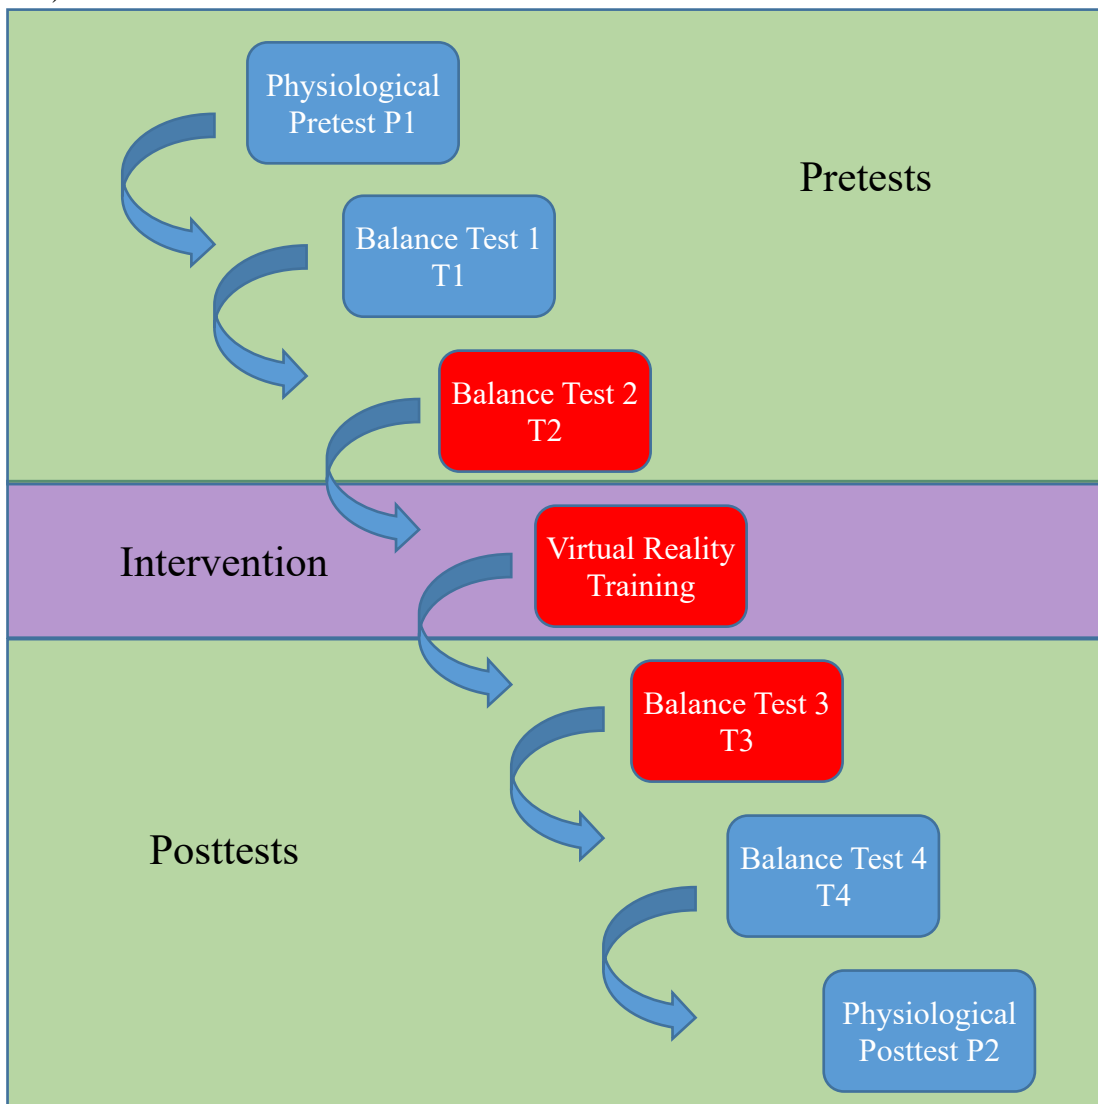 Physiological
Pretest P1
Pretests
Balance Test 1
T1
Balance Test 2
T2
Intervention
Virtual Reality
Training
Balance Test 3
T3
Posttests
Balance Test 4
T4
Physiological
Posttest P2